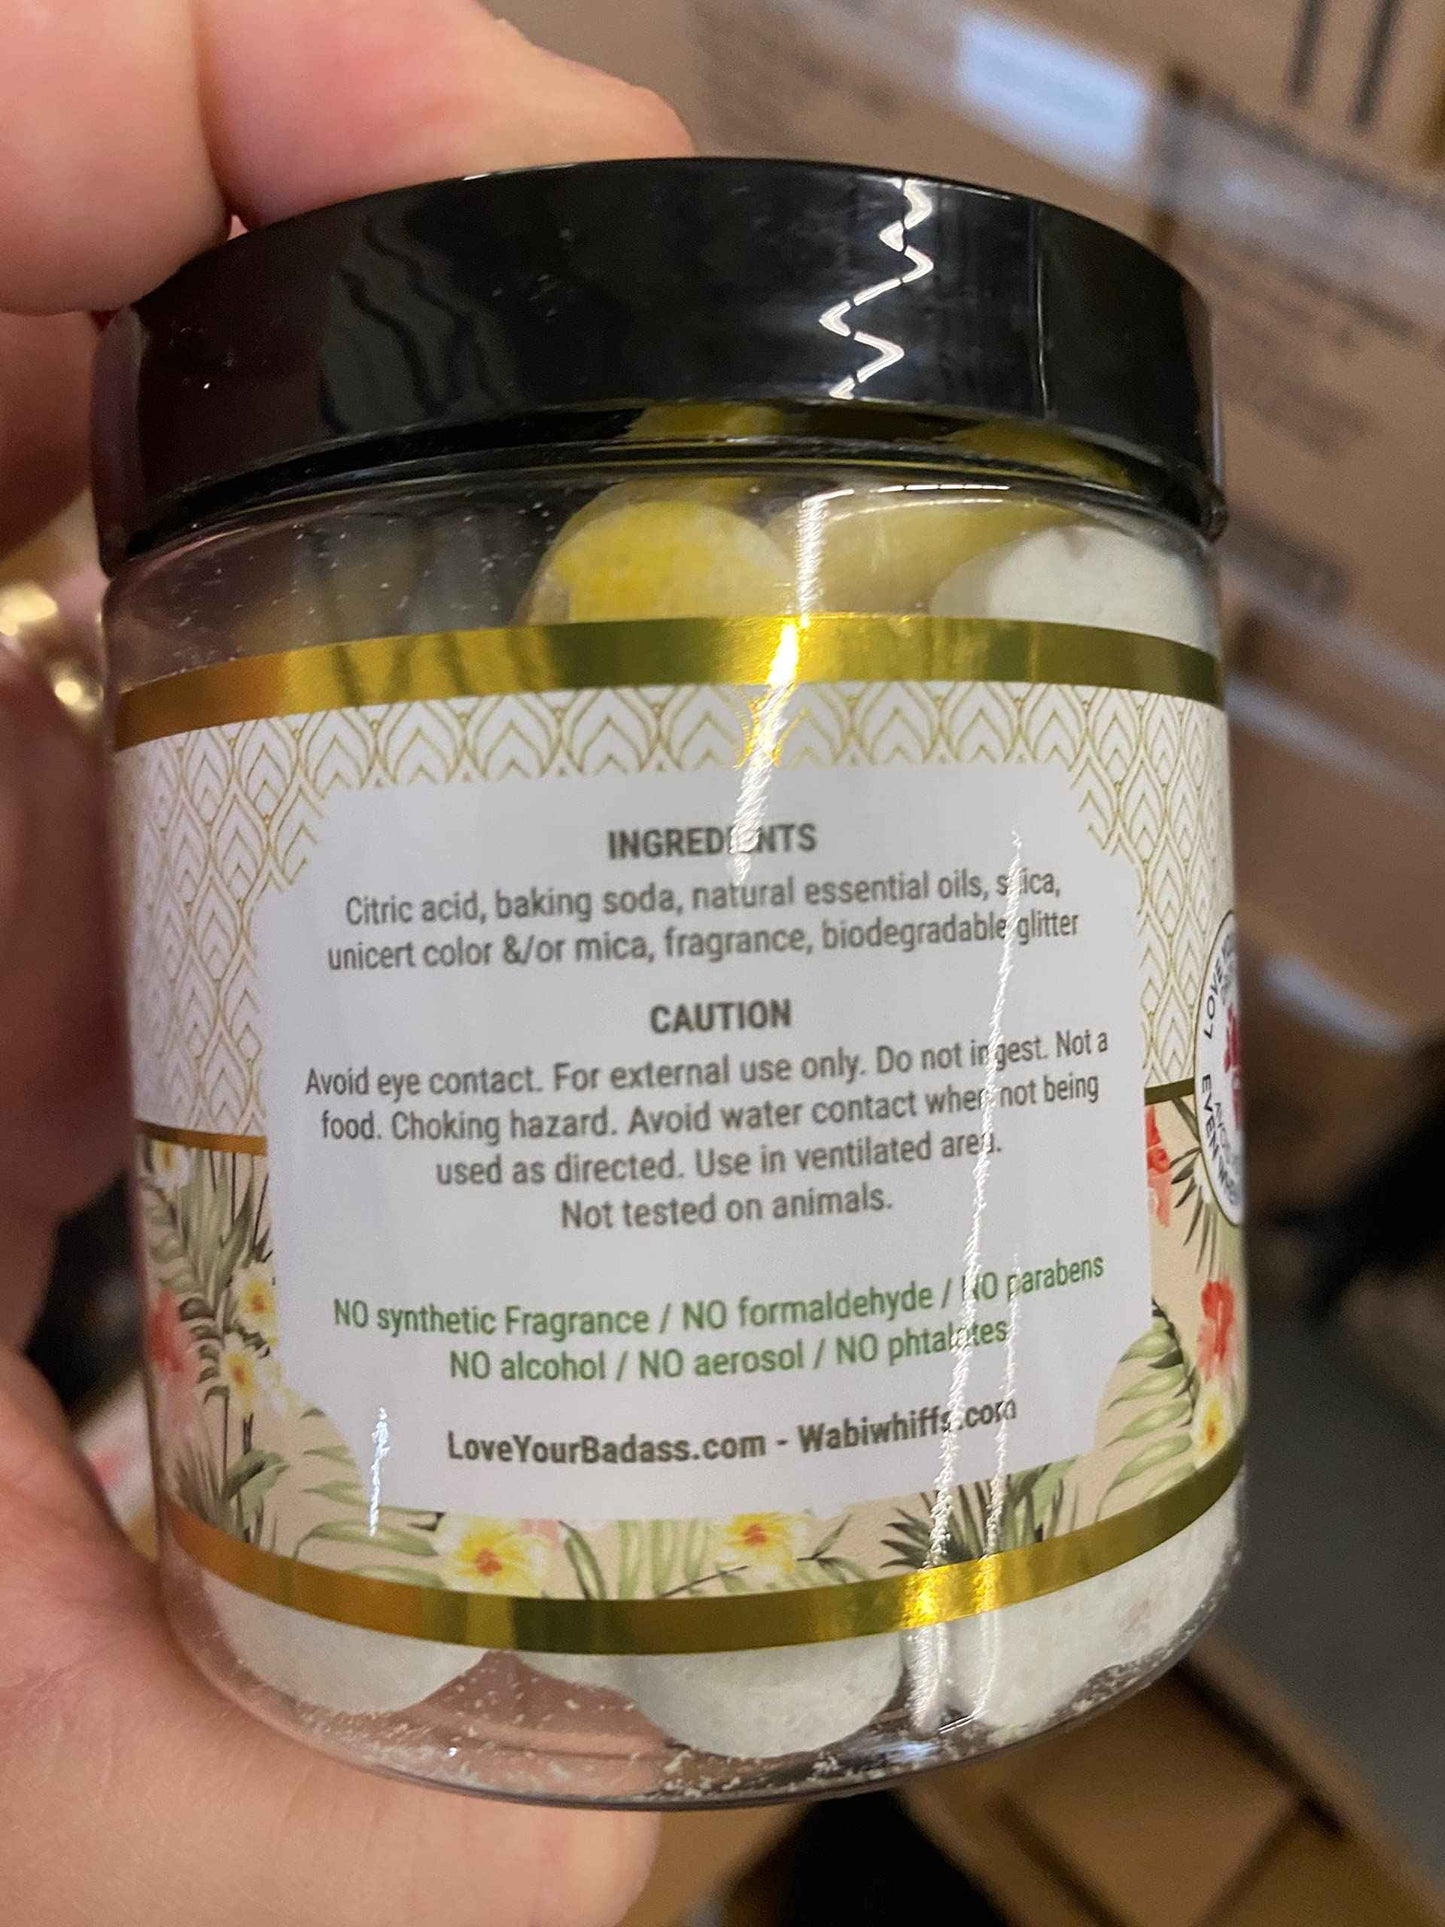 INGREDIENTS
Citric acid, baking soda, natural essential oils, silica,
unicert color &/or mica, fragrance, biodegradable glitter
CAUTION
Avoid eye contact. For external use only. Do not ingest. Not a
food. Choking hazard. Avoid water contact when not being
used as directed. Use in ventilated area.
Not tested on animals.
NO synthetic Fragrance / NO formaldehyde / NO parabens
NO alcohol / NO aerosol / NO phtalates
LoveYourBadass.com - Wabiwhiffs.com
LOVE